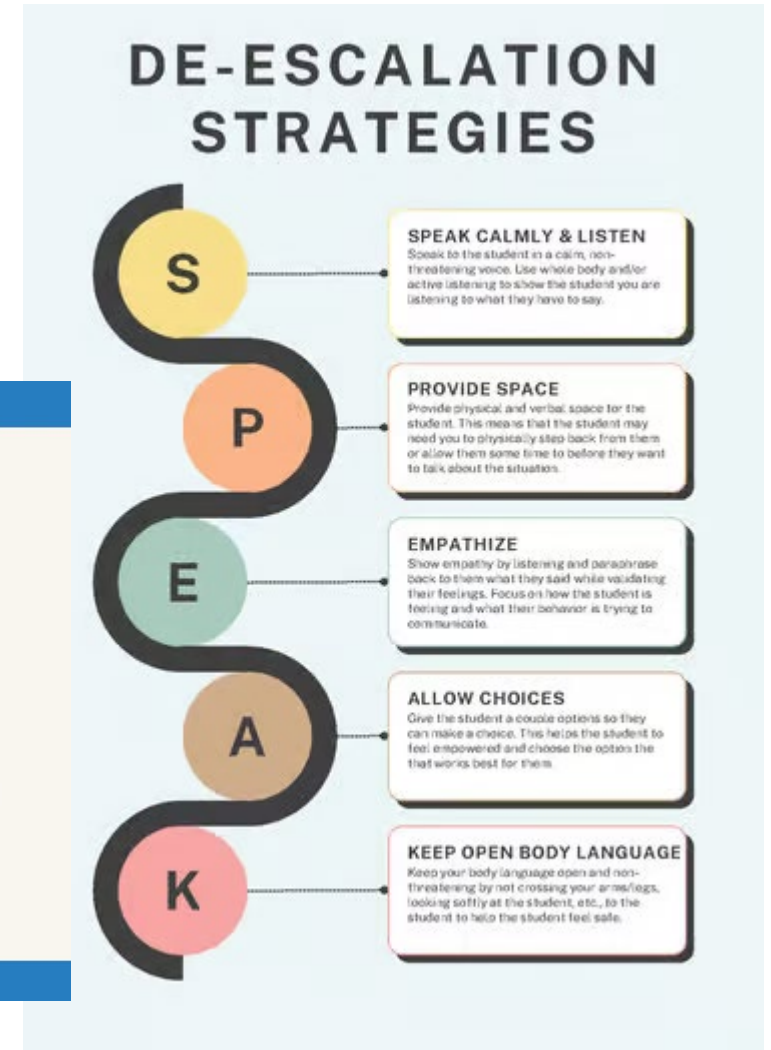 DE-ESCALATION
STRATEGIES
S
SPEAK CALMLY & LISTEN
Speak to the student in a calm, non-
threatening voice. Use whole body and/or
active listening to show the student you are
listening to what they have to say.
P
PROVIDE SPACE
Provide physical and verbal space for the
student. This means that the student may
need you to physically step back from them
or allow them some time to before they want
to talk about the situation.
E
EMPATHIZE
Show empathy by listening and paraphrase
back to them what they said while validating
their feelings. Focus on how the student is
feeling and what their behavior is trying to
communicate.
A
ALLOW CHOICES
Give the student a couple options so they
can make a choice. This helps the student to
feel empowered and choose the option the
that works best for them.
K
KEEP OPEN BODY LANGUAGE
Keep your body language open and non-
threatening by not crossing your arms/legs,
looking softly at the student, etc., to the
student to help the student feel safe.